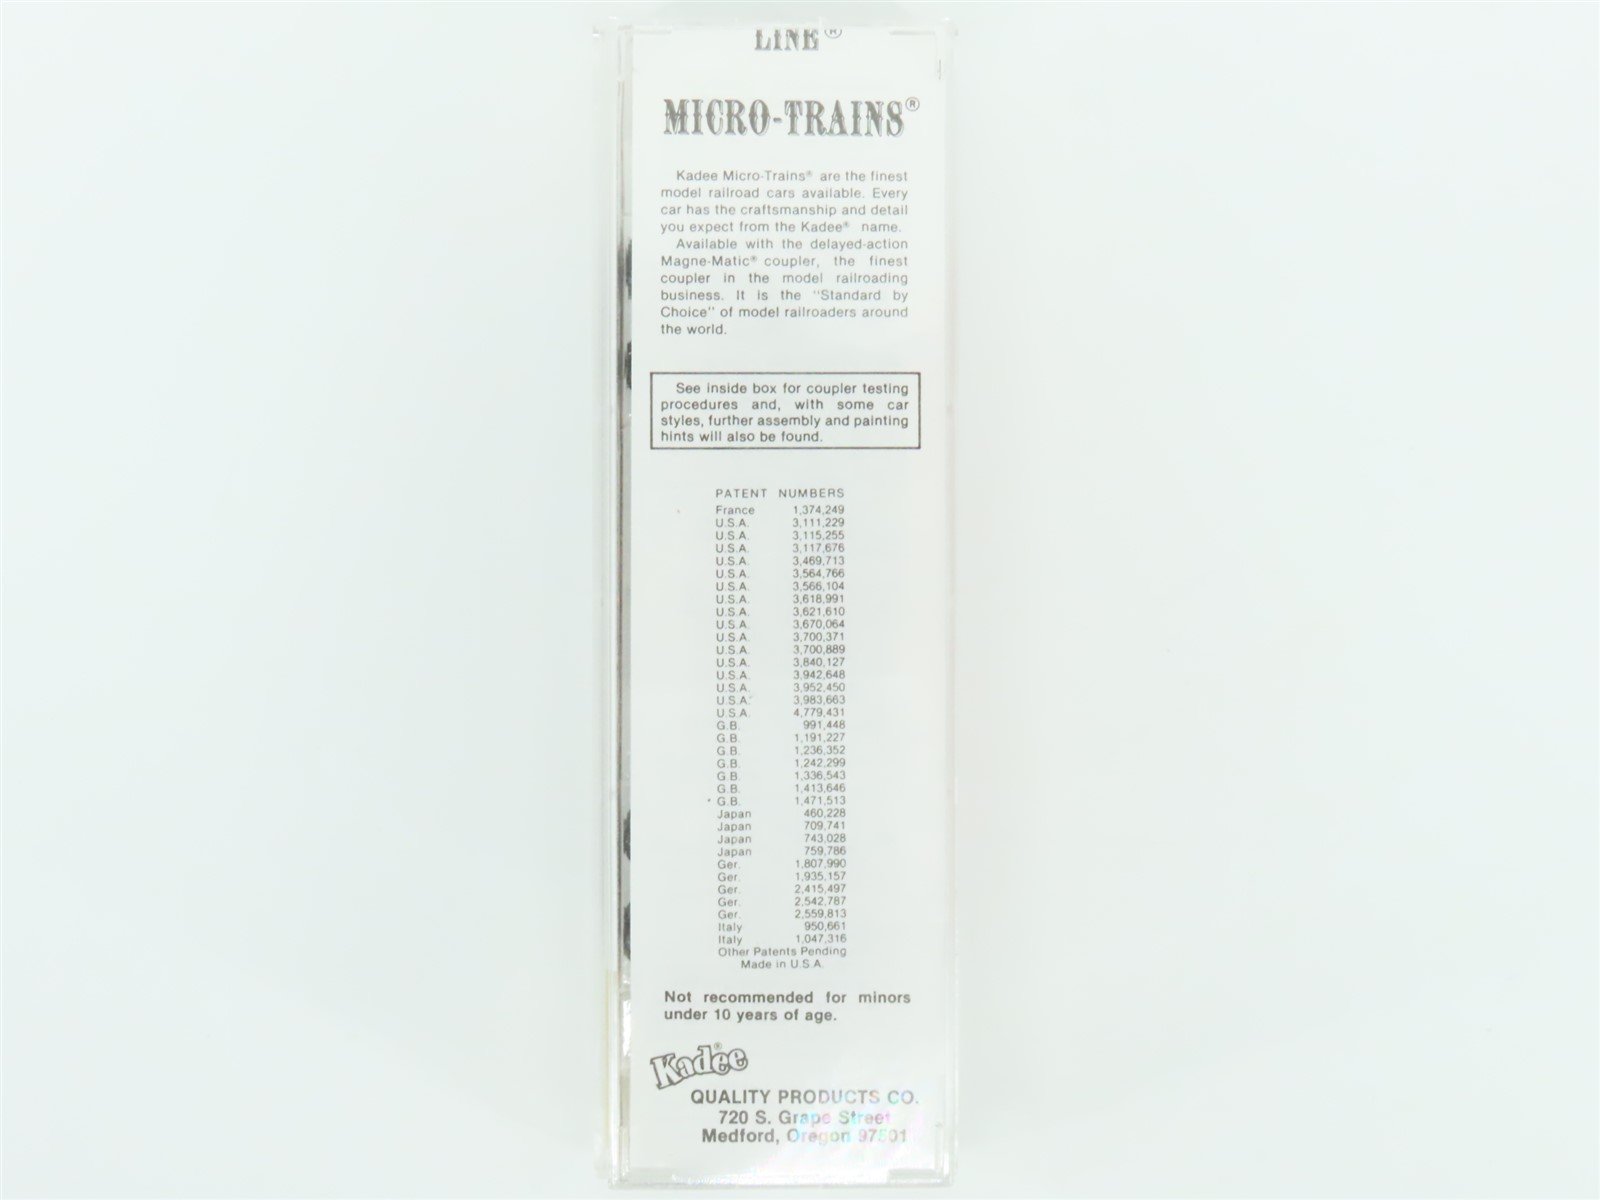 LINE®
MICRO-TRAINS®
Kadee Micro-Trains® are the finest
model railroad cars available. Every
car has the craftsmanship and detail
you expect from the Kadee® name.
Available with the delayed-action
Magne-Matic® coupler, the finest
coupler in the model railroading
business. It is the "Standard by
Choice" of model railroaders around
the world.
See inside box for coupler testing
procedures and, with some car
styles, further assembly and painting
hints will also be found.
PATENT NUMBERS
France 1,374,249
U.S.A. 3,111,229
U.S.A. 3,115,255
U.S.A. 3,117,676
U.S.A. 3,469,713
U.S.A. 3,564,766
U.S.A. 3,566,104
U.S.A. 3,618,991
U.S.A. 3,621,610
U.S.A. 3,670,064
U.S.A. 3,700,371
U.S.A. 3,700,889
U.S.A. 3,840,127
U.S.A. 3,942,648
U.S.A. 3,952,450
U.S.A. 3,983,663
U.S.A. 4,779,431
G.B. 991,448
G.B. 1,191,227
G.B. 1,236,352
G.B. 1,242,299
G.B. 1,336,543
G.B. 1,413,646
G.B. 1,471,513
Japan 460,228
Japan 709,741
Japan 743,028
Japan 759,786
Ger. 1,807,990
Ger. 1,935,157
Ger. 2,415,497
Ger. 2,542,787
Ger. 2,559,813
Italy 950,661
Italy 1,047,316
Other Patents Pending
Made in U.S.A.
Not recommended for minors
under 10 years of age.
Kadee®
QUALITY PRODUCTS CO.
720 S. Grape Street
Medford, Oregon 97501